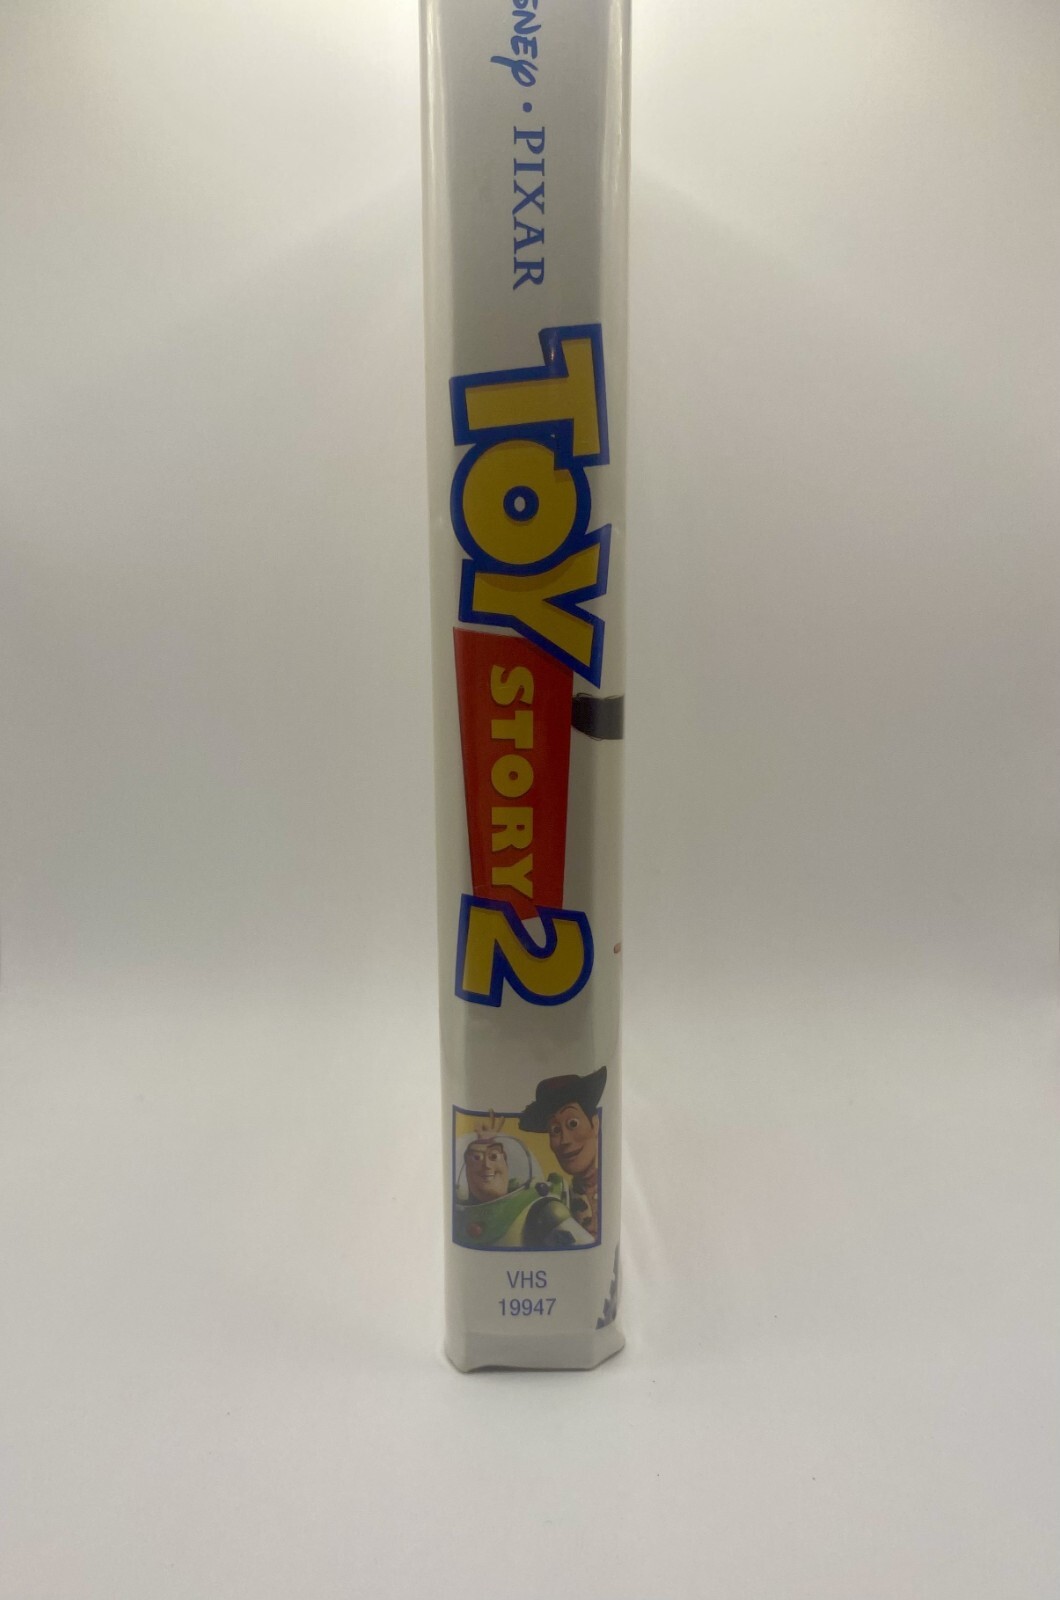 PIXAR
TOY
STORY
2
VHS
19947